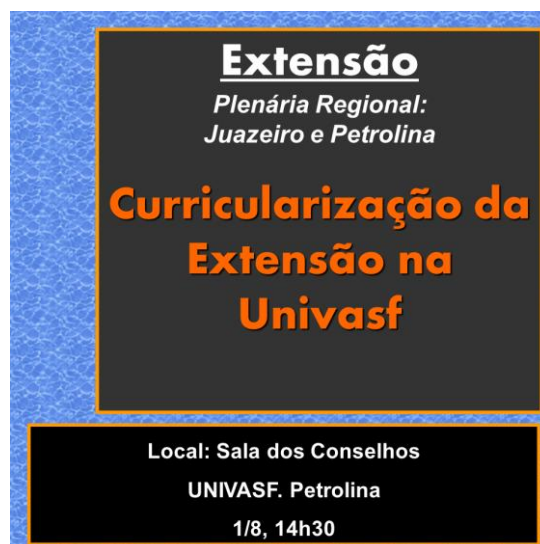 Extensão
Plenária Regional:
Juazeiro e Petrolina
Curricularização da
Extensão na
Univasf
Local: Sala dos Conselhos
UNIVASF. Petrolina
1/8, 14h30